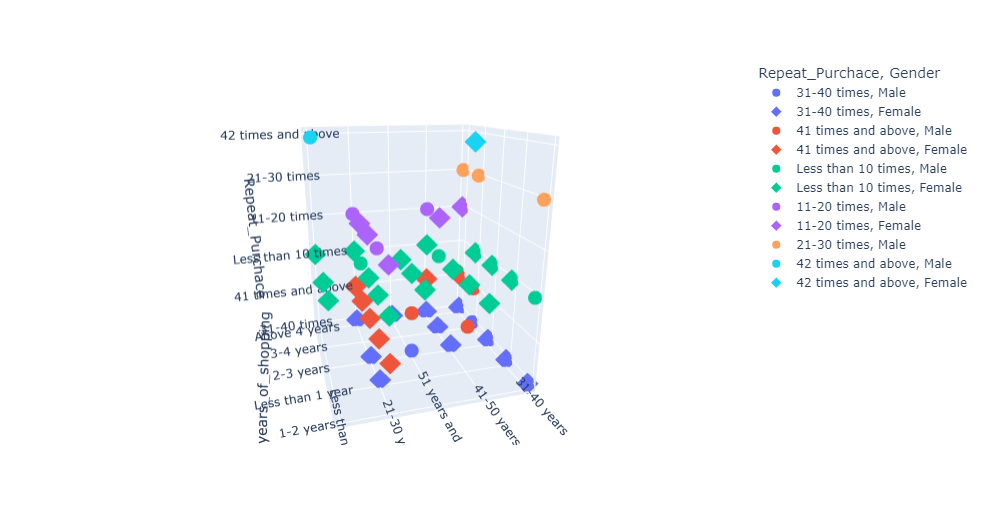 Repeat_Purchace, Gender
31-40 times, Male
31-40 times, Female
41 times and above, Male
41 times and above, Female
Less than 10 times, Male
Less than 10 times, Female
11-20 times, Male
11-20 times, Female
21-30 times, Male
42 times and above, Male
42 times and above, Female
42 times and above
21-30 times
11-20 times
Less than 10 times
41 times and above
31-40 times
Repeat_Purchace
Above 4 years
3-4 years
2-3 years
Less than 1 year
1-2 years
years_of_shopping
Less than
21-30 y
51 years and
41-50 yaers
31-40 years